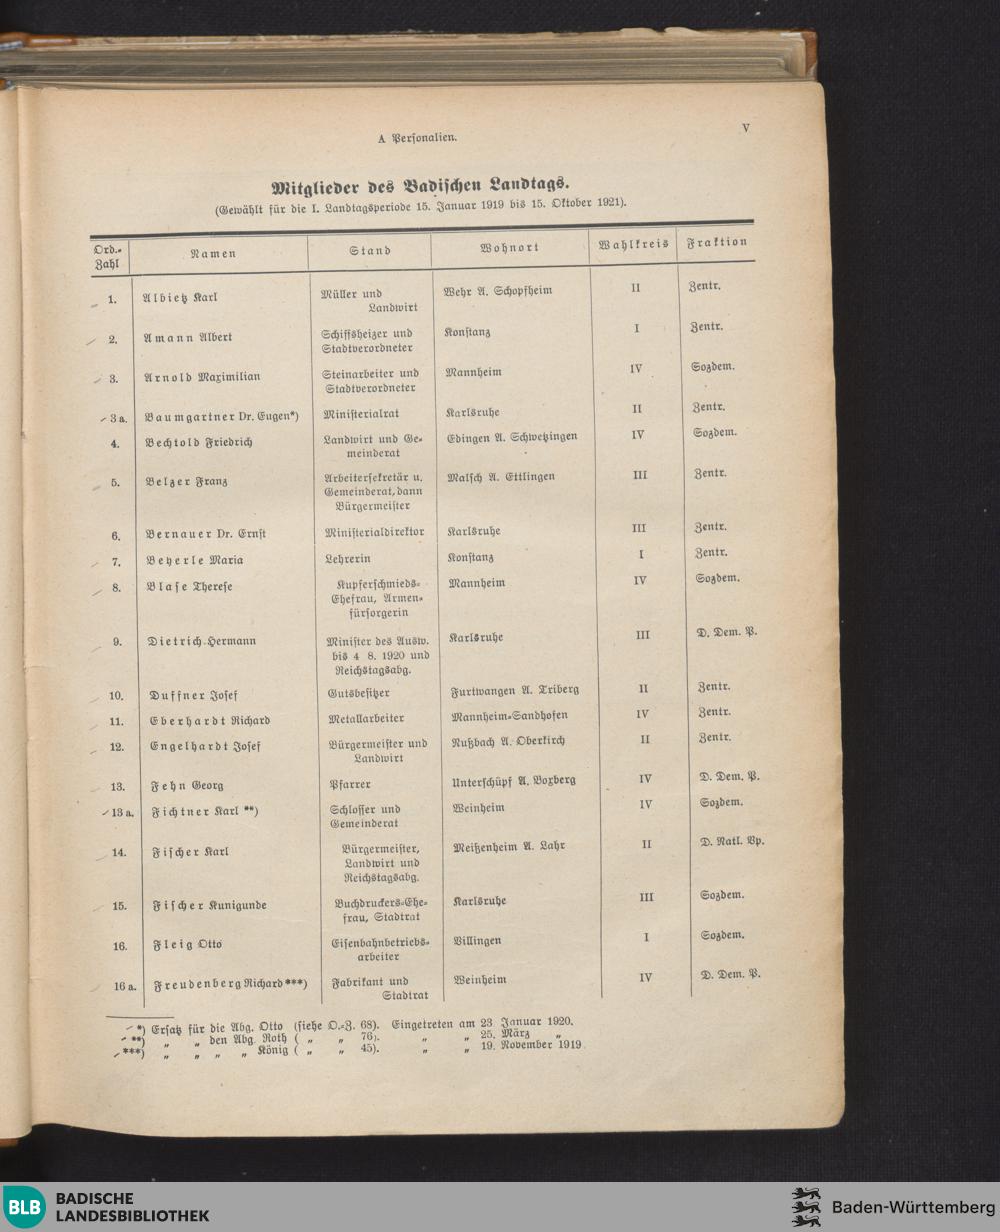 A Personalien.
V
Mitglieder des Badischen Landtags.
(Gewählt für die I. Landtagsperiode 15. Januar 1919 bis 15. Oktober 1921).
Ord.-Zahl Namen Stand Wohnort Wahlkreis Fraktion
1. Albietz Karl Müller und Wehr A. Schopfheim II Zentr.
Landwirt
2. Amann Albert Schiffsheizer und Konstanz I Zentr.
Stadtverordneter
3. Arnold Maximilian Steinarbeiter und Mannheim IV Sozdem.
Stadtverordneter
3 a. Baumgartner Dr. Eugen*) Ministerialrat Karlsruhe II Zentr.
4. Bechtold Friedrich Landwirt und Ge- Edingen A. Schwetzingen IV Sozdem.
meinderat
5. Belzer Franz Arbeitersekretär u. Malsch A. Ettlingen III Zentr.
Gemeinderat, dann
Bürgermeister
6. Bernauer Dr. Ernst Ministerialdirektor Karlsruhe III Zentr.
7. Beyerle Maria Lehrerin Konstanz I Zentr.
8. Blase Therese Kupferschmieds- Mannheim IV Sozdem.
Ehefrau, Armen-
fürsorgerin
9. Dietrich Hermann Minister des Ausw. Karlsruhe III D. Dem. P.
bis 4 8. 1920 und
Reichstagsabg.
10. Duffner Josef Gutsbesitzer Furtwangen A. Triberg II Zentr.
11. Eberhardt Richard Metallarbeiter Mannheim-Sandhofen IV Zentr.
12. Engelhardt Josef Bürgermeister und Nußbach A. Oberkirch II Zentr.
Landwirt
13. Fehn Georg Pfarrer Unterschüpf A. Boxberg IV D. Dem. P.
13 a. Fichtner Karl **) Schlosser und Weinheim IV Sozdem.
Gemeinderat
14. Fischer Karl Bürgermeister, Meißenheim A. Lahr II D. Natl. Vp.
Landwirt und
Reichstagsabg.
15. Fischer Kunigunde Buchdruckers-Ehe- Karlsruhe III Sozdem.
frau, Stadtrat
16. Fleig Otto Eisenbahnbetriebs- Villingen I Sozdem.
arbeiter
16 a. Freudenberg Richard ***) Fabrikant und Weinheim IV D. Dem. P.
Stadtrat
*) Ersatz für die Abg. Otto (siehe O.-Z. 68). Eingetreten am 23 Januar 1920.
**) „ „ den Abg. Roth ( „ „ 76). „ „ 25. März „
***) „ „ „ „ König ( „ „ 45). „ „ 19. November 1919.
BLB BADISCHE
LANDESBIBLIOTHEK
Baden-Württemberg